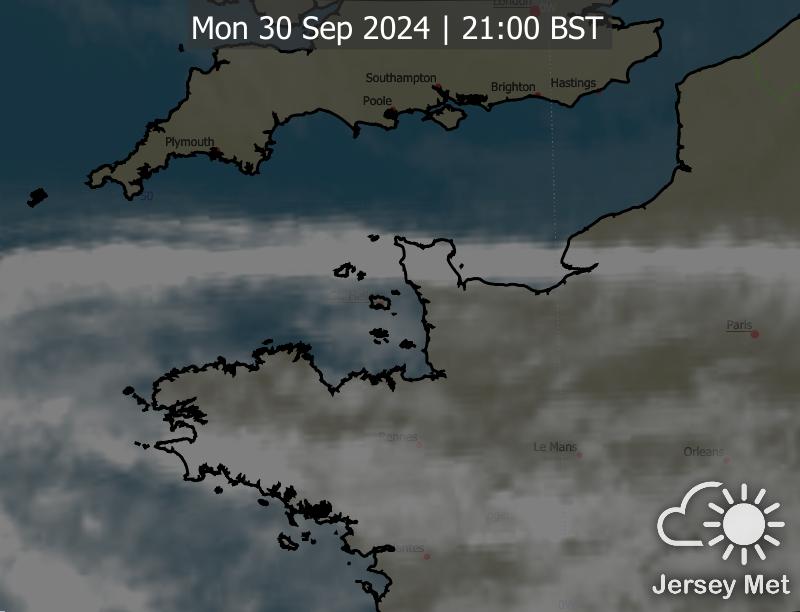 London
Mon 30 Sep 2024 | 21:00 BST
Southampton
Brighton
Hastings
Poole
Plymouth
50
Paris
Rennes
Le Mans
Orleans
Jersey Met